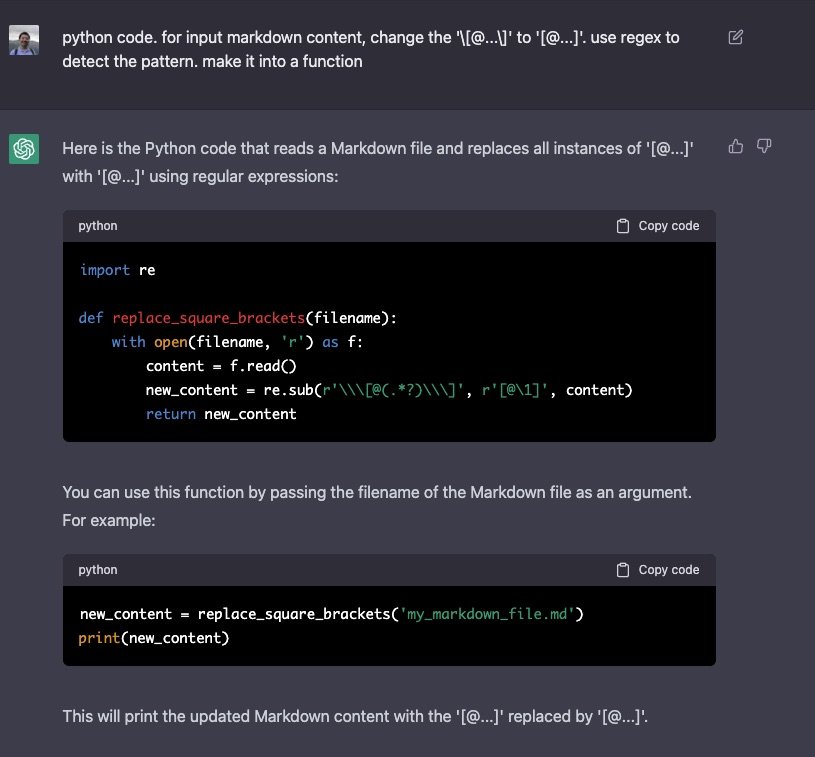 python code. for input markdown content, change the '\[@...\]' to '[@...]'. use regex to
detect the pattern. make it into a function
Here is the Python code that reads a Markdown file and replaces all instances of '[@...]'
with '[@...]' using regular expressions:
python
Copy code
import re
def replace_square_brackets(filename):
    with open(filename, 'r') as f:
        content = f.read()
        new_content = re.sub(r'\\\[@(.*?)\\\]', r'[@\1]', content)
        return new_content
You can use this function by passing the filename of the Markdown file as an argument.
For example:
python
Copy code
new_content = replace_square_brackets('my_markdown_file.md')
print(new_content)
This will print the updated Markdown content with the '[@...]' replaced by '[@...]'.